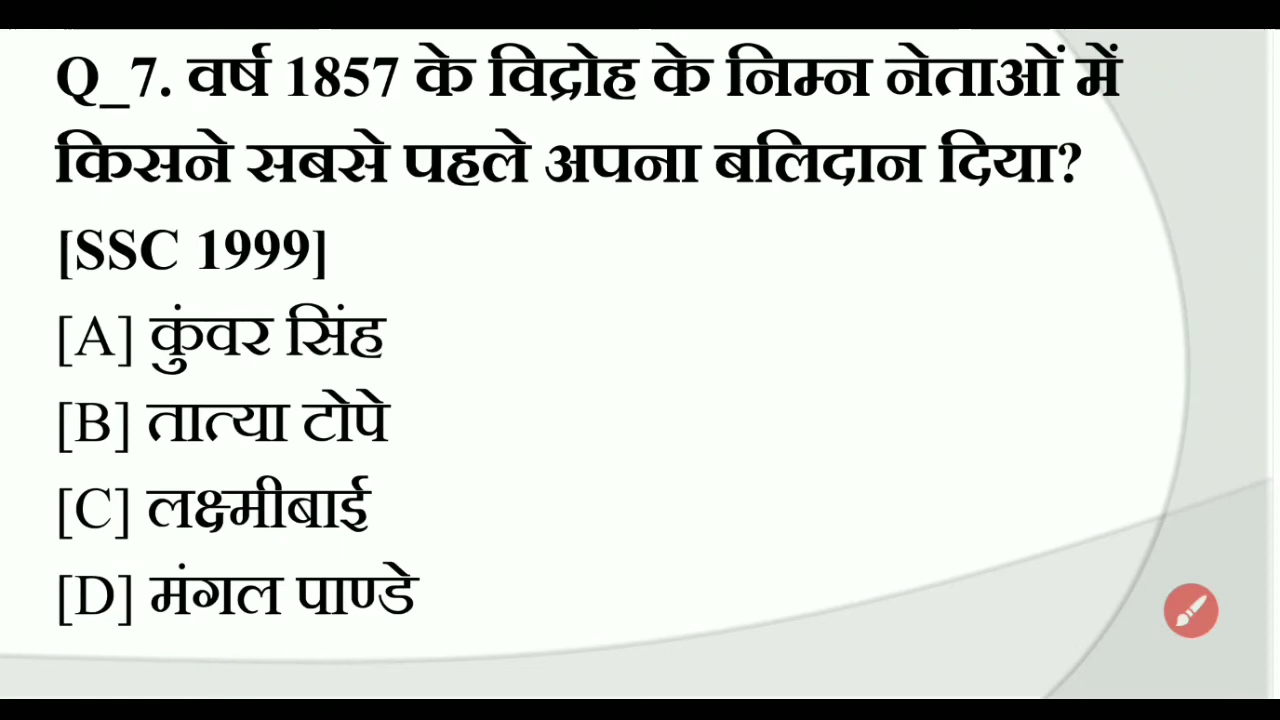 Q_7. वर्ष 1857 के विद्रोह के निम्न नेताओं में
किसने सबसे पहले अपना बलिदान दिया?
[SSC 1999]
[A] कुंवर सिंह
[B] तात्या टोपे
[C] लक्ष्मीबाई
[D] मंगल पाण्डे